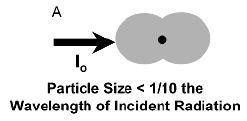 A
Io
Particle Size < 1/10 the
Wavelength of Incident Radiation